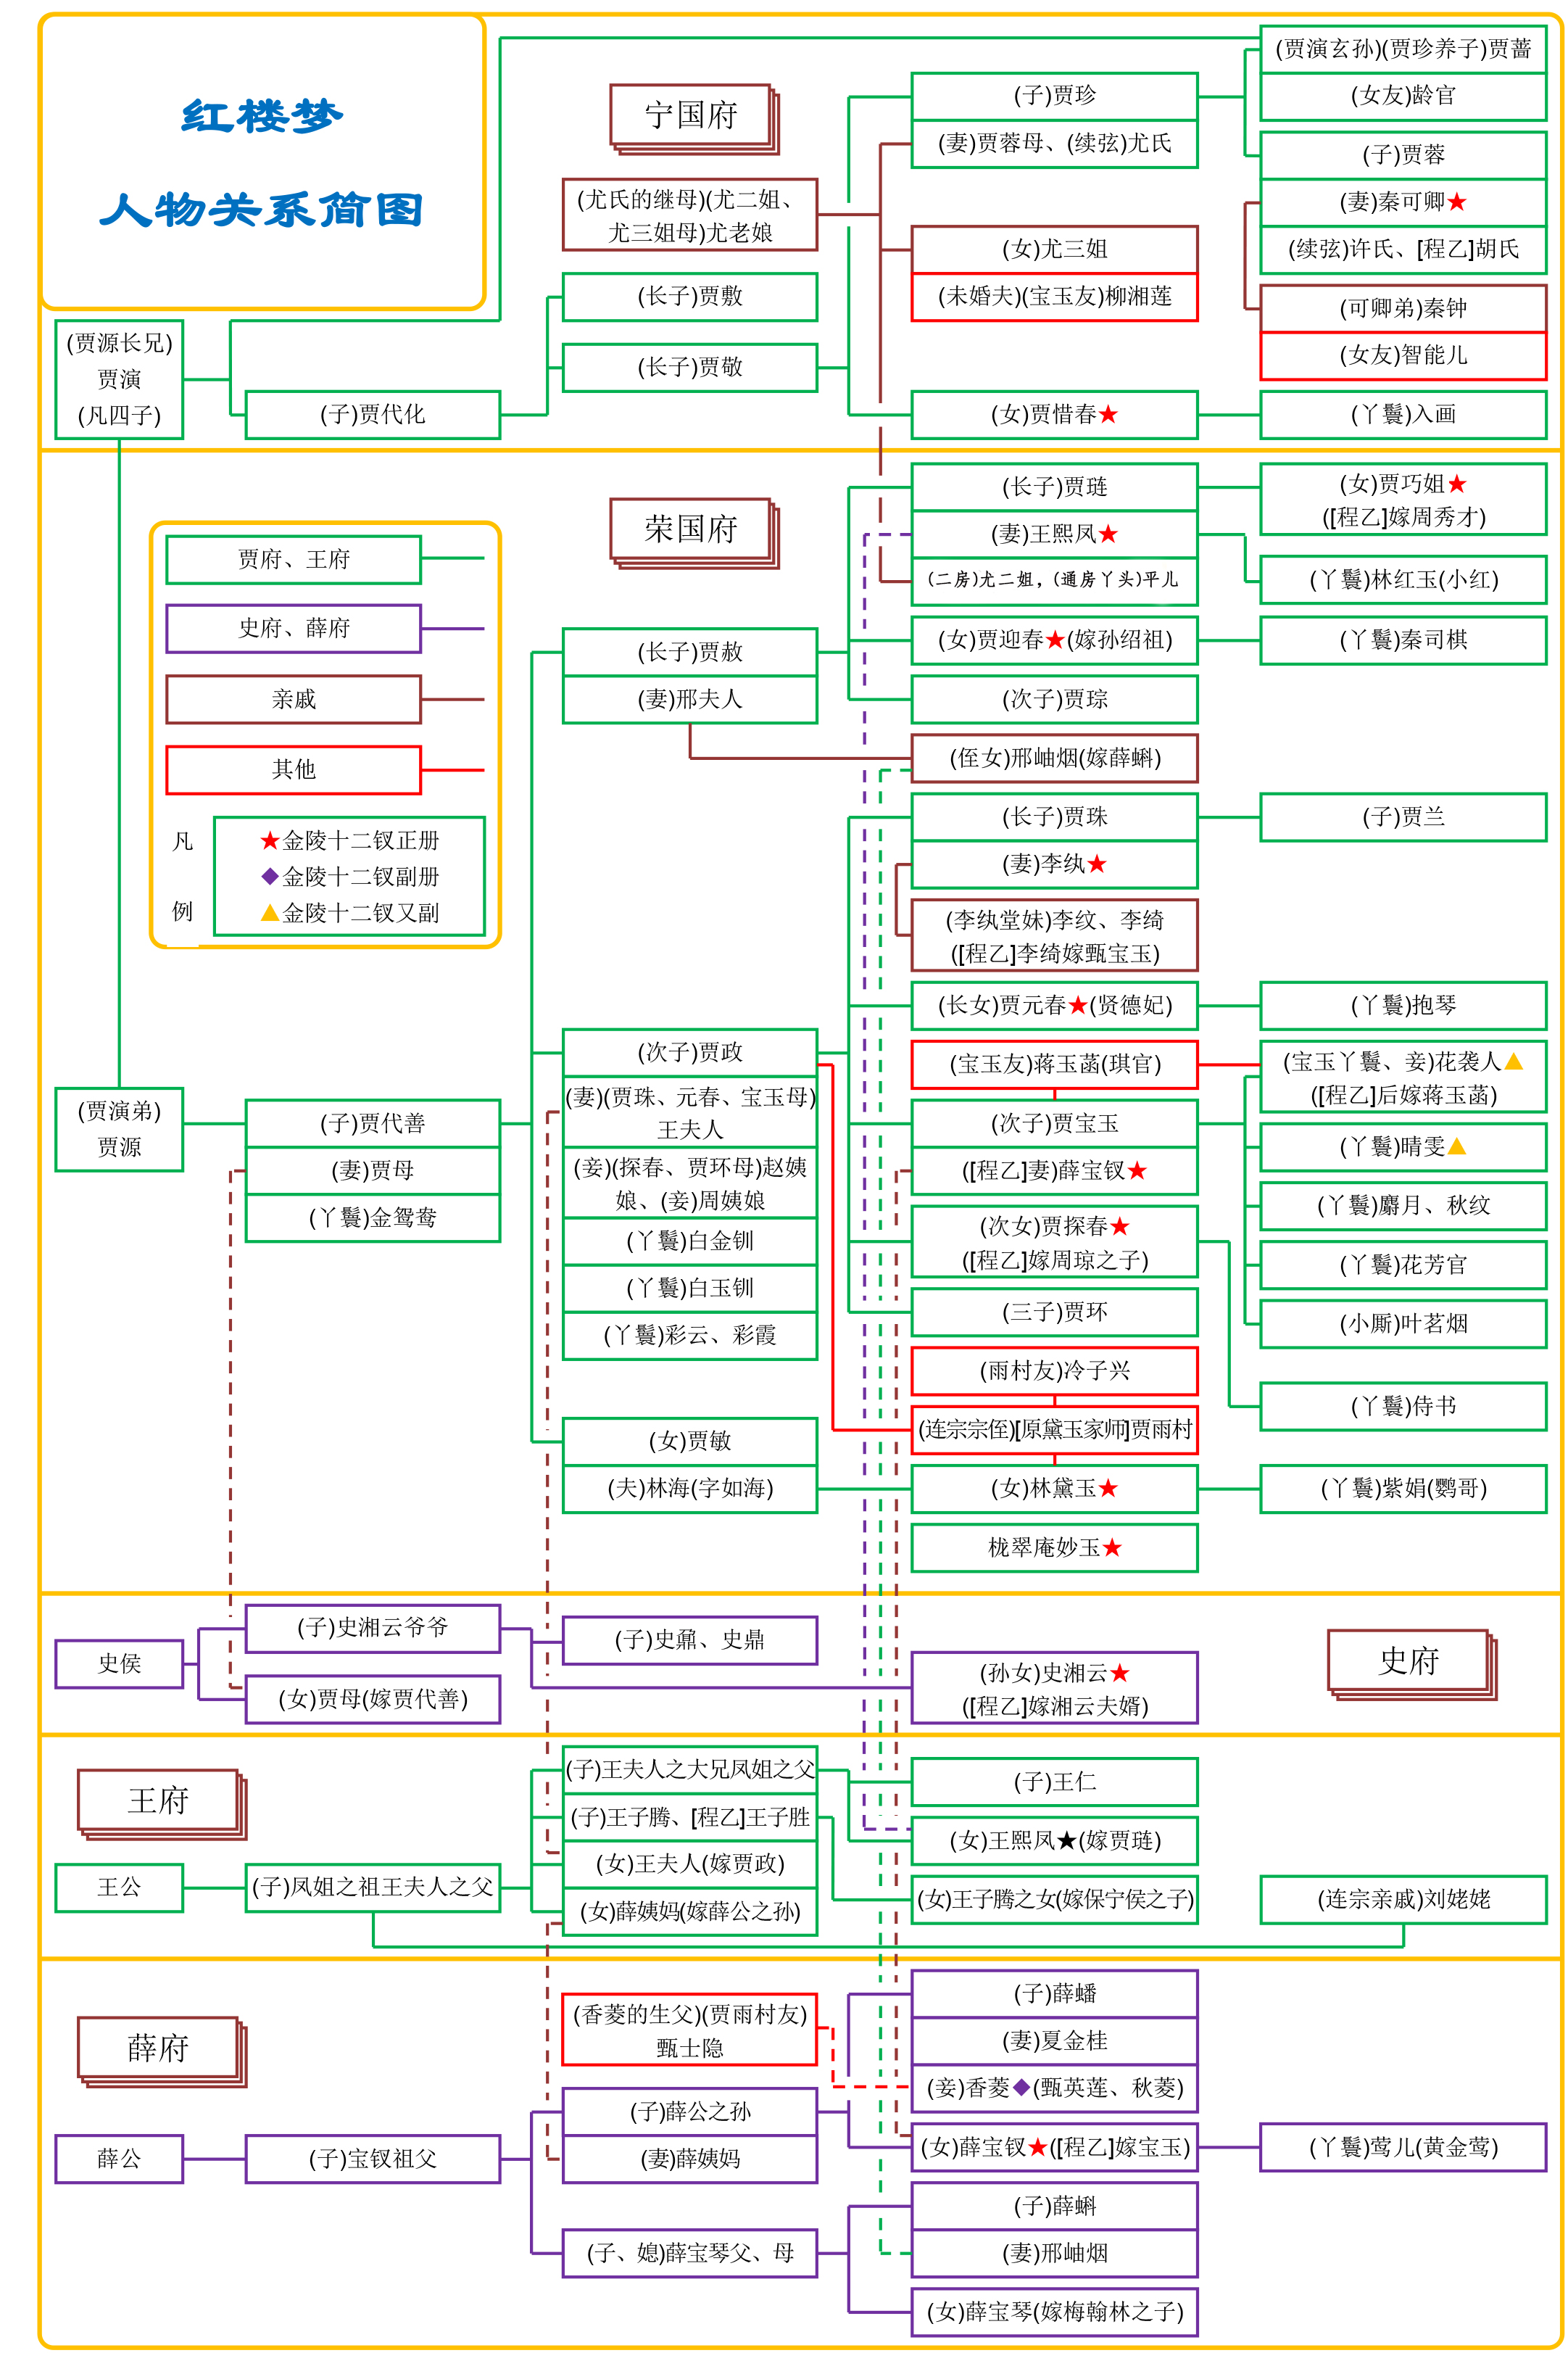 红楼梦
人物关系简图
宁国府
(贾演玄孙)(贾珍养子)贾蔷
(女友)龄官
(子)贾珍
(妻)贾蓉母、(续弦)尤氏
(子)贾蓉
(妻)秦可卿★
(续弦)许氏、[程乙]胡氏
(尤氏的继母)(尤二姐、
尤三姐母)尤老娘
(女)尤三姐
(未婚夫)(宝玉友)柳湘莲
(可卿弟)秦钟
(女友)智能儿
(长子)贾敷
(长子)贾敬
(贾源长兄)
贾演
(凡四子)
(子)贾代化
(女)贾惜春★
(丫鬟)入画
荣国府
(长子)贾琏
(妻)王熙凤★
(二房)尤二姐，(通房丫头)平儿
(女)贾巧姐★
([程乙]嫁周秀才)
(丫鬟)林红玉(小红)
贾府、王府
史府、薛府
亲戚
其他
凡
例
★金陵十二钗正册
◆金陵十二钗副册
▲金陵十二钗又副
(长子)贾赦
(妻)邢夫人
(女)贾迎春★(嫁孙绍祖)
(丫鬟)秦司棋
(次子)贾琮
(侄女)邢岫烟(嫁薛蝌)
(长子)贾珠
(妻)李纨★
(子)贾兰
(李纨堂妹)李纹、李绮
([程乙]李绮嫁甄宝玉)
(长女)贾元春★(贤德妃)
(丫鬟)抱琴
(贾演弟)
贾源
(子)贾代善
(妻)贾母
(丫鬟)金鸳鸯
(次子)贾政
(妻)(贾珠、元春、宝玉母)
王夫人
(妾)(探春、贾环母)赵姨
娘、(妾)周姨娘
(丫鬟)白金钏
(丫鬟)白玉钏
(丫鬟)彩云、彩霞
(宝玉友)蒋玉菡(琪官)
(次子)贾宝玉
([程乙]妻)薛宝钗★
(次女)贾探春★
([程乙]嫁周琼之子)
(三子)贾环
(宝玉丫鬟、妾)花袭人▲
([程乙]后嫁蒋玉菡)
(丫鬟)晴雯▲
(丫鬟)麝月、秋纹
(丫鬟)花芳官
(小厮)叶茗烟
(丫鬟)侍书
(雨村友)冷子兴
(连宗宗侄)[原黛玉家师]贾雨村
(女)贾敏
(夫)林海(字如海)
(女)林黛玉★
(丫鬟)紫娟(鹦哥)
栊翠庵妙玉★
史府
史侯
(子)史湘云爷爷
(女)贾母(嫁贾代善)
(子)史鼐、史鼎
(孙女)史湘云★
([程乙]嫁湘云夫婿)
王府
王公
(子)凤姐之祖王夫人之父
(子)王夫人之大兄凤姐之父
(子)王子腾、[程乙]王子胜
(女)王夫人(嫁贾政)
(女)薛姨妈(嫁薛公之孙)
(子)王仁
(女)王熙凤★(嫁贾琏)
(女)王子腾之女(嫁保宁侯之子)
(连宗亲戚)刘姥姥
薛府
薛公
(子)宝钗祖父
(香菱的生父)(贾雨村友)
甄士隐
(子)薛公之孙
(妻)薛姨妈
(子、媳)薛宝琴父、母
(子)薛蟠
(妻)夏金桂
(妾)香菱◆(甄英莲、秋菱)
(女)薛宝钗★([程乙]嫁宝玉)
(丫鬟)莺儿(黄金莺)
(子)薛蝌
(妻)邢岫烟
(女)薛宝琴(嫁梅翰林之子)